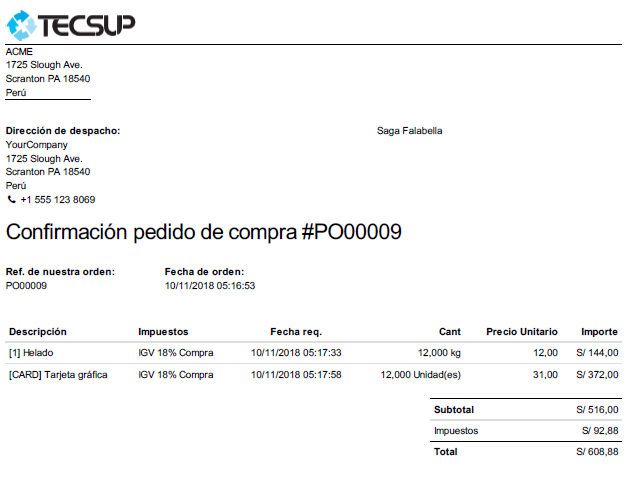 TECSUP
ACME
1725 Slough Ave.
Scranton PA 18540
Perú
Dirección de despacho:
YourCompany
1725 Slough Ave.
Scranton PA 18540
Perú
+1 555 123 8069
Saga Falabella
Confirmación pedido de compra #PO00009
Ref. de nuestra orden: Fecha de orden:
PO00009 10/11/2018 05:16:53
Descripción Impuestos Fecha req. Cant Precio Unitario Importe
[1] Helado IGV 18% Compra 10/11/2018 05:17:33 12,000 kg 12,00 S/ 144,00
[CARD] Tarjeta gráfica IGV 18% Compra 10/11/2018 05:17:58 12,000 Unidad(es) 31,00 S/ 372,00
Subtotal S/ 516,00
Impuestos S/ 92,88
Total S/ 608,88